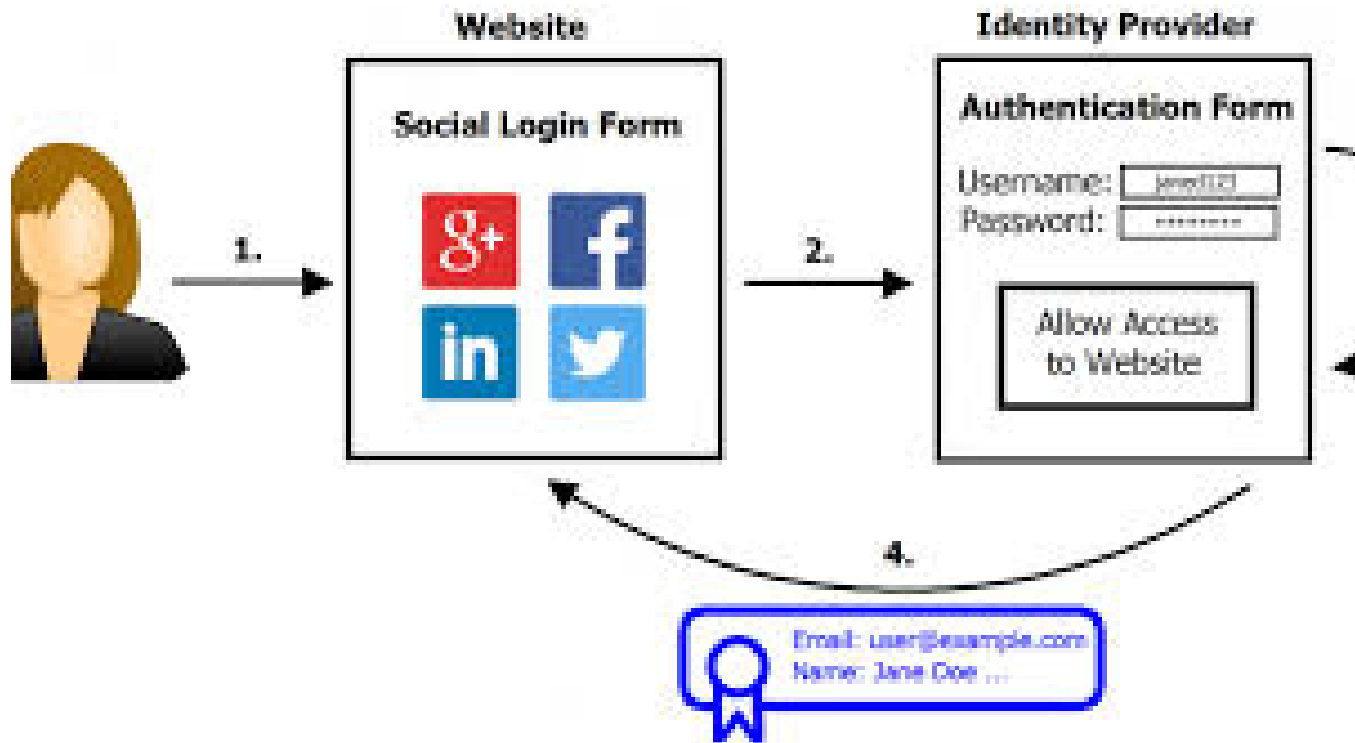 Website
Social Login Form
g+
f
in
1.
2.
Identity Provider
Authentication Form
Username: janed123
Password: ••••••••
Allow Access
to Website
4.
Email: user@example.com
Name: Jane Doe ...